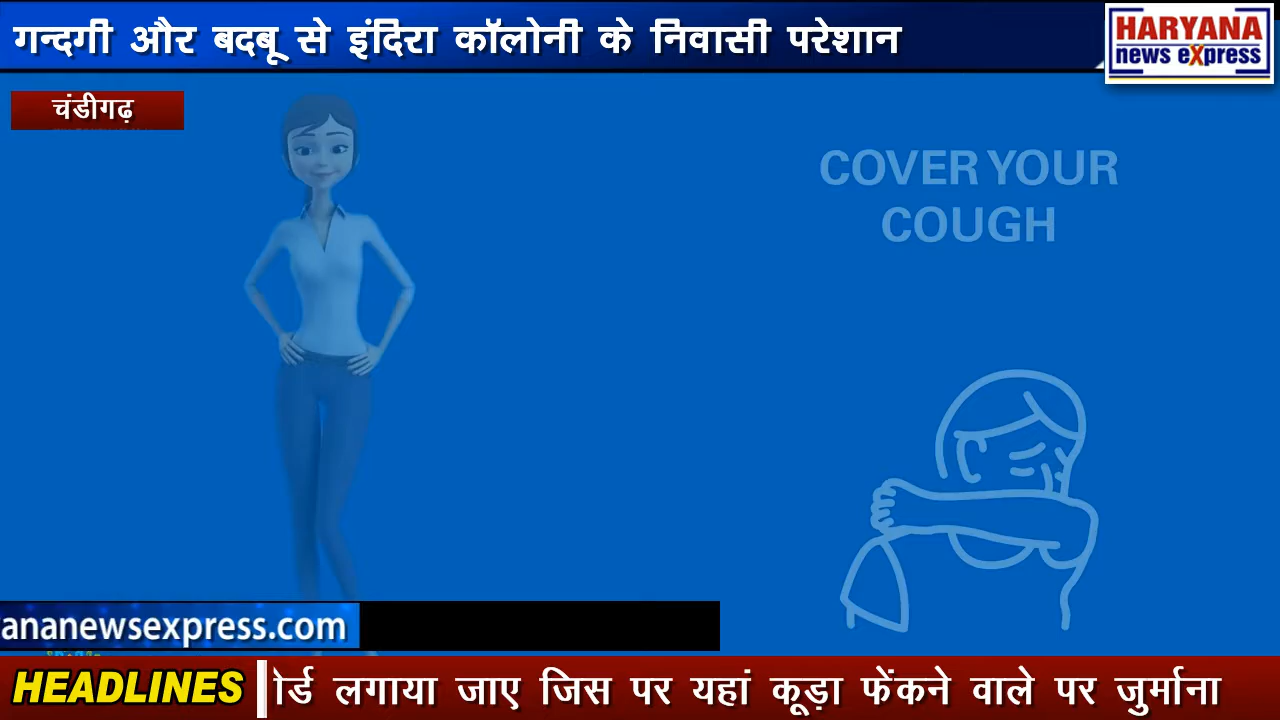 गन्दगी और बदबू से इंदिरा कॉलोनी के निवासी परेशान
HARYANA
news eXpress
चंडीगढ़
COVER YOUR
COUGH
ananewsexpress.com
HEADLINES
लगाया जाए जिस पर यहां कूड़ा फेंकने वाले पर जुर्माना